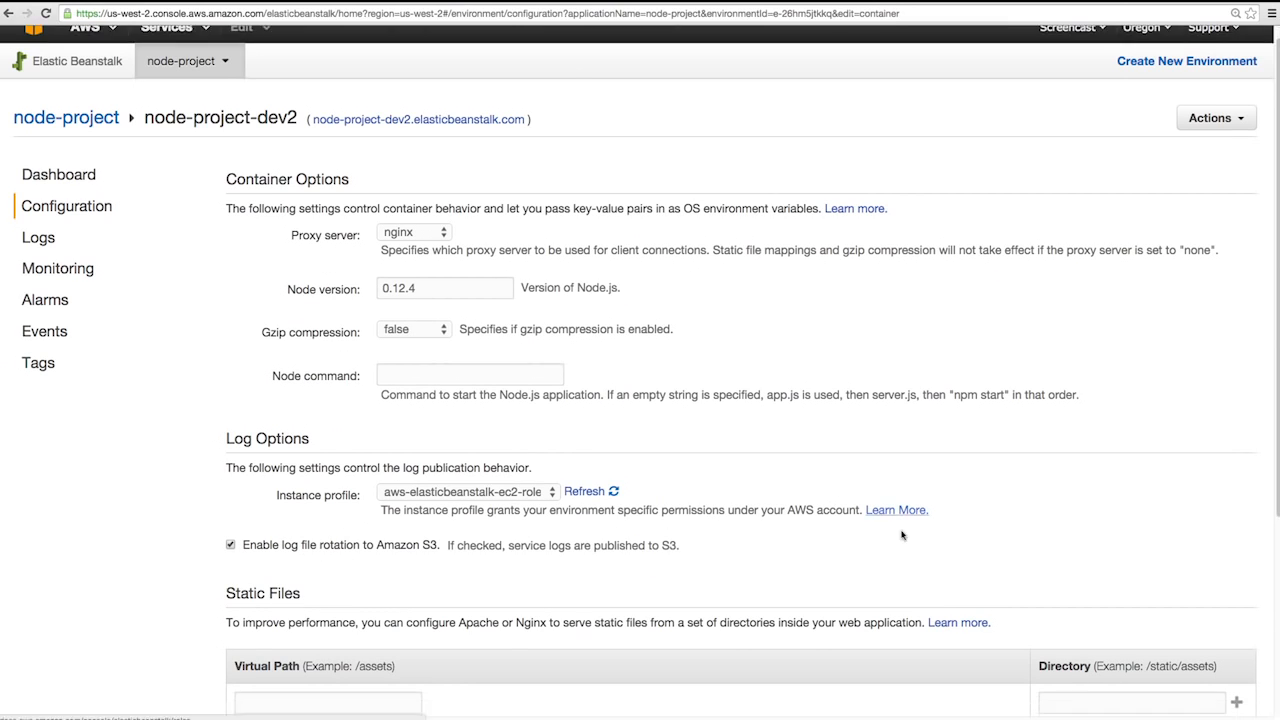 https://us-west-2.console.aws.amazon.com/elasticbeanstalk/home?region=us-west-2#/environment/configuration?applicationName=node-project&environmentId=e-26hm5jtkkq&edit=container
AWS Services Edit Screencast Oregon Support
Elastic Beanstalk node-project Create New Environment
node-project node-project-dev2 ( node-project-dev2.elasticbeanstalk.com ) Actions
Dashboard
Configuration
Logs
Monitoring
Alarms
Events
Tags
Container Options
The following settings control container behavior and let you pass key-value pairs in as OS environment variables. Learn more.
Proxy server: nginx
Specifies which proxy server to be used for client connections. Static file mappings and gzip compression will not take effect if the proxy server is set to "none".
Node version: 0.12.4 Version of Node.js.
Gzip compression: false Specifies if gzip compression is enabled.
Node command:
Command to start the Node.js application. If an empty string is specified, app.js is used, then server.js, then "npm start" in that order.
Log Options
The following settings control the log publication behavior.
Instance profile: aws-elasticbeanstalk-ec2-role Refresh
The instance profile grants your environment specific permissions under your AWS account. Learn More.
Enable log file rotation to Amazon S3. If checked, service logs are published to S3.
Static Files
To improve performance, you can configure Apache or Nginx to serve static files from a set of directories inside your web application. Learn more.
Virtual Path (Example: /assets) Directory (Example: /static/assets)